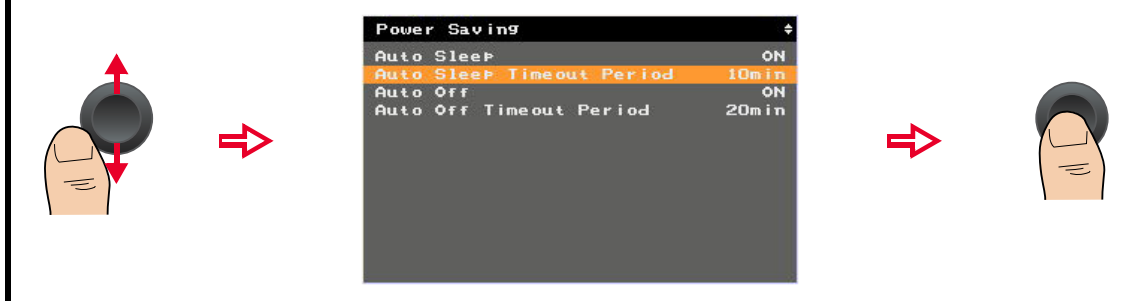 Power Saving
Auto Sleep ON
Auto Sleep Timeout Period 10min
Auto Off ON
Auto Off Timeout Period 20min